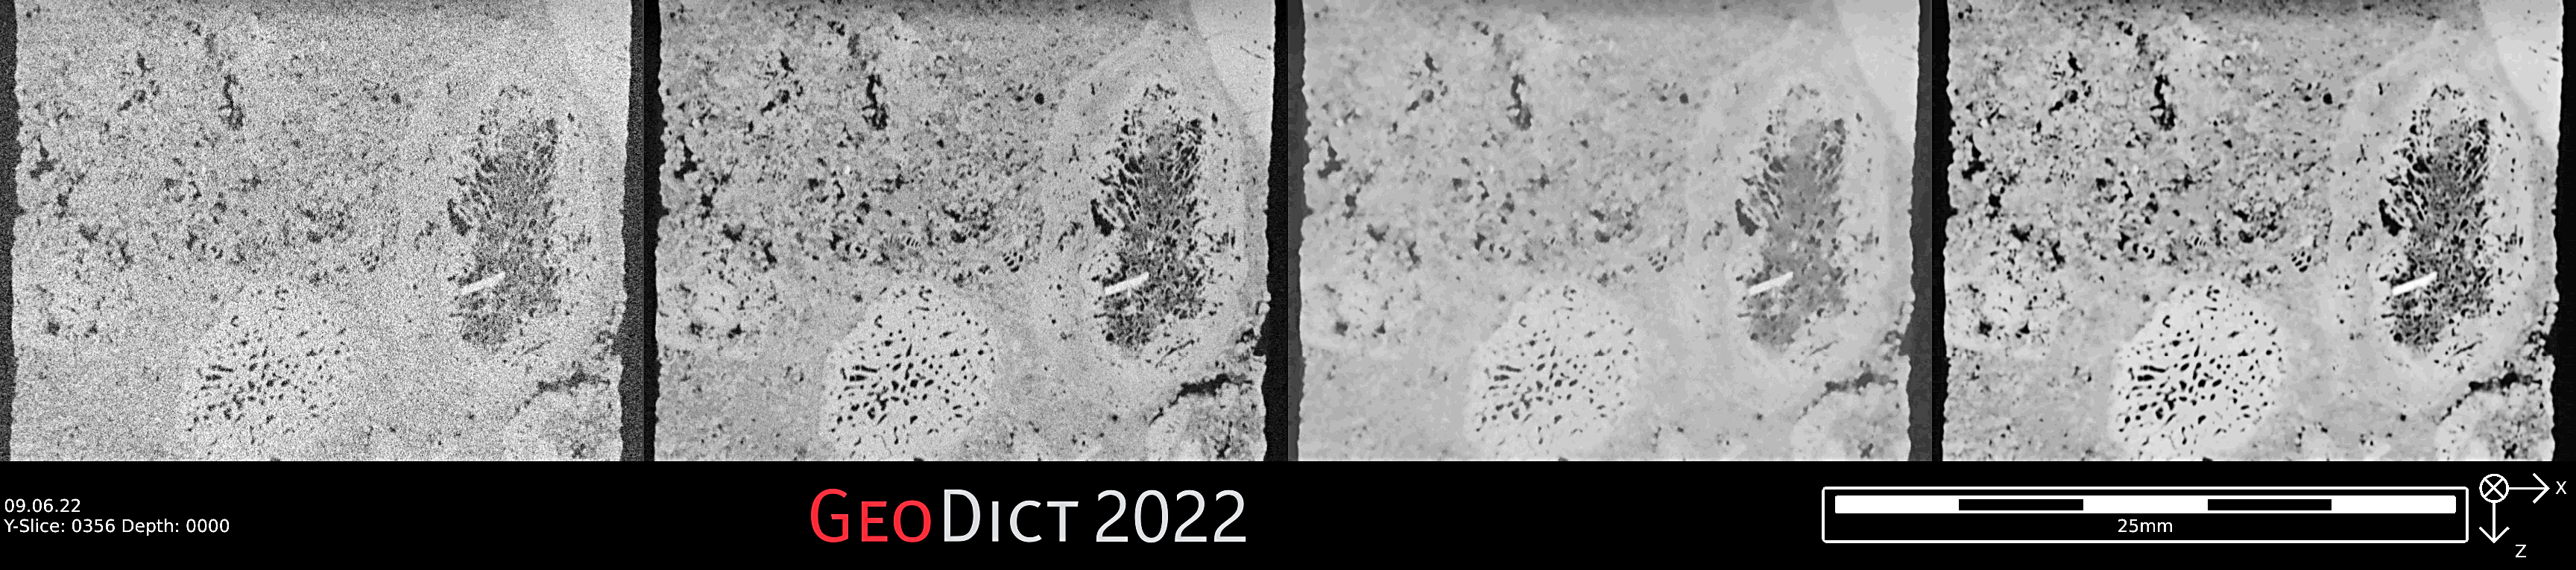 09.06.22
Y-Slice: 0356 Depth: 0000
GEODICT 2022
25mm
X
Z